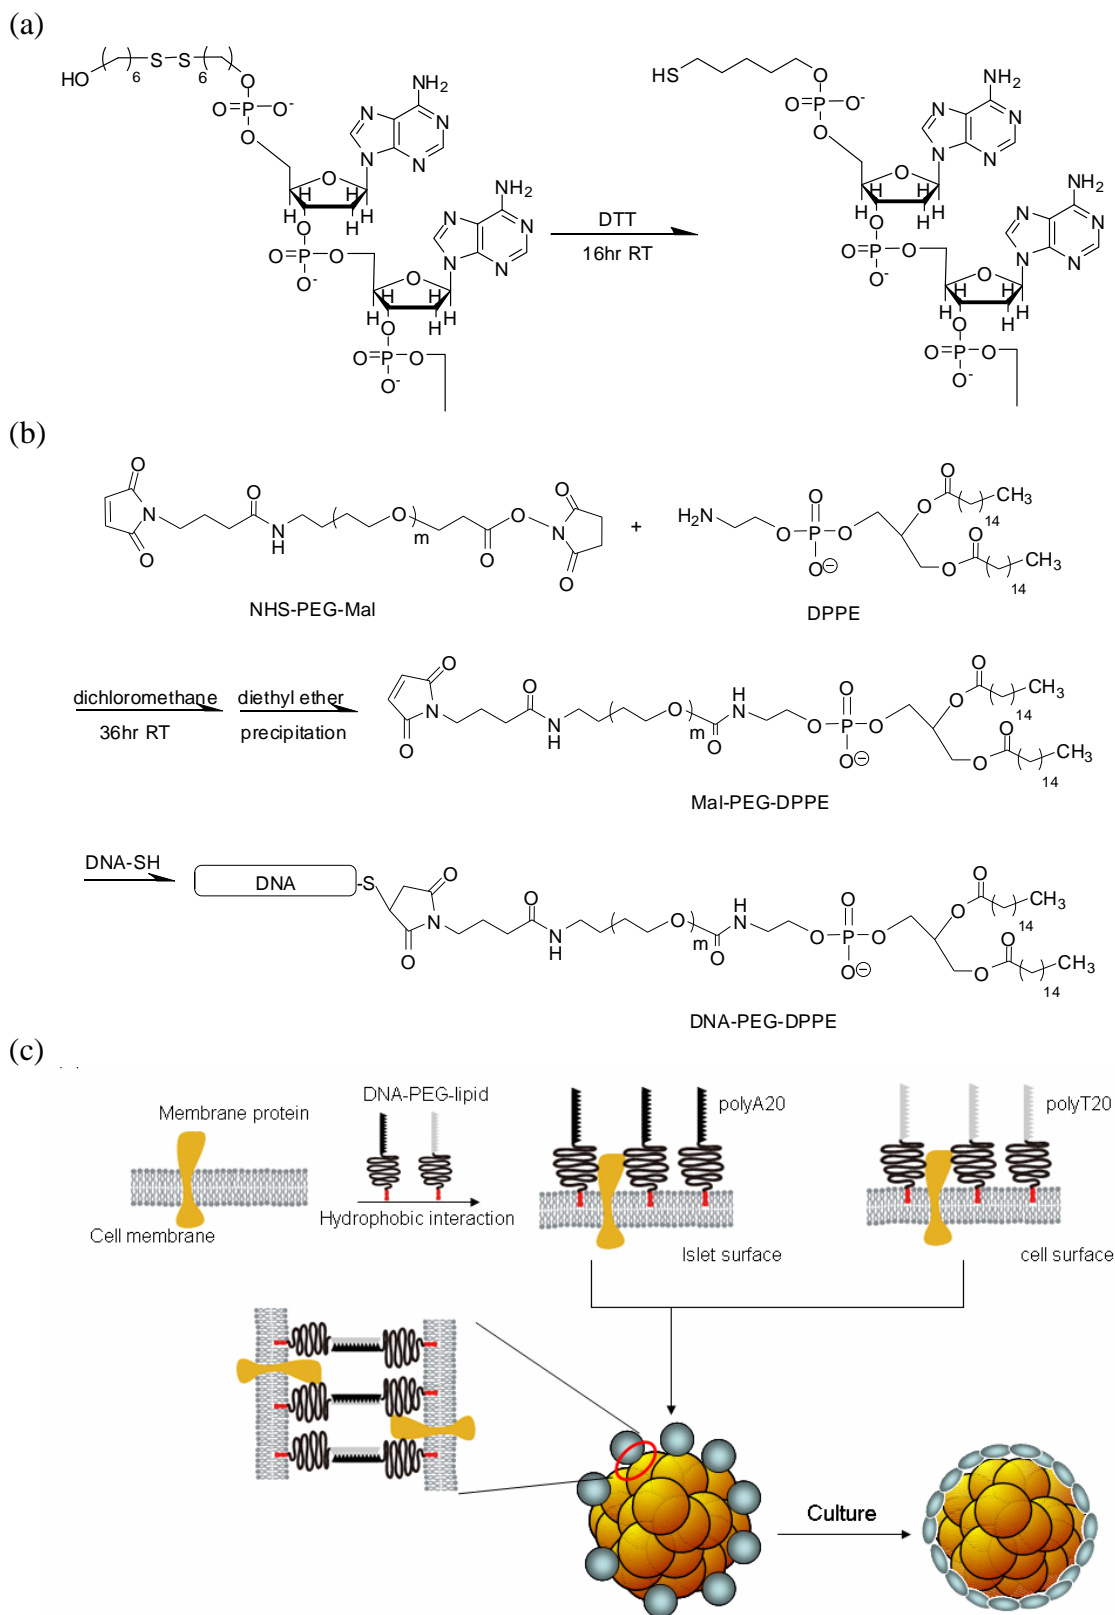 (a)
HO
6
S-S
6
O
O=P-O-
O
NH2
N
N
N
N
O
H
H
H
H
O
O=P-O
O-
NH2
N
N
N
N
O
H
H
H
H
O
O=P-O
O-
DTT
16hr RT
HS
O
O=P-O-
O
NH2
N
N
N
N
O
H
H
H
H
O
O=P-O
O-
NH2
N
N
N
N
O
H
H
H
H
O
O=P-O
O-
(b)
O
N
O
O
N
H
O
m
O
O
O
N
O
NHS-PEG-Mal
+
H2N
O
O
P
O⊖
O
O
O
14
CH3
O
O
14
CH3
DPPE
dichloromethane
36hr RT
diethyl ether
precipitation
O
N
O
O
N
H
O
m
O
H
N
O
O
P
O⊖
O
O
O
14
CH3
O
O
14
CH3
Mal-PEG-DPPE
DNA-SH
DNA
S
O
N
O
O
N
H
O
m
O
H
N
O
O
P
O⊖
O
O
O
14
CH3
O
O
14
CH3
DNA-PEG-DPPE
(c)
Membrane protein
Cell membrane
DNA-PEG-lipid
Hydrophobic interaction
polyA20
Islet surface
polyT20
cell surface
Culture